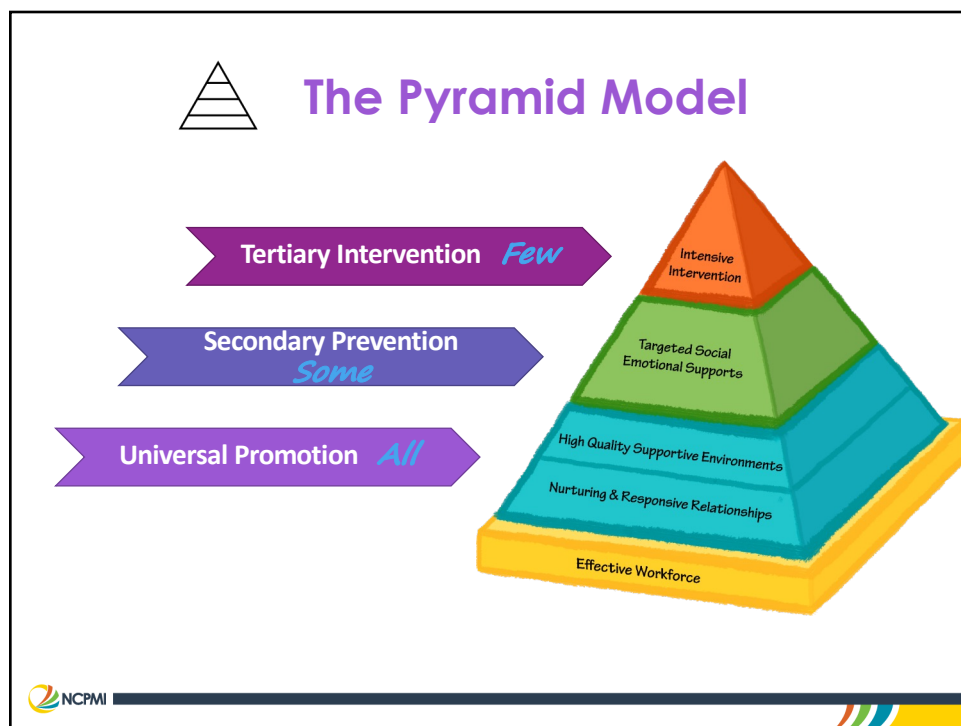 The Pyramid Model
Tertiary Intervention Few
Secondary Prevention
Some
Universal Promotion All
Intensive
Intervention
Targeted Social
Emotional Supports
High Quality Supportive Environments
Nurturing & Responsive Relationships
Effective Workforce
NCPMI